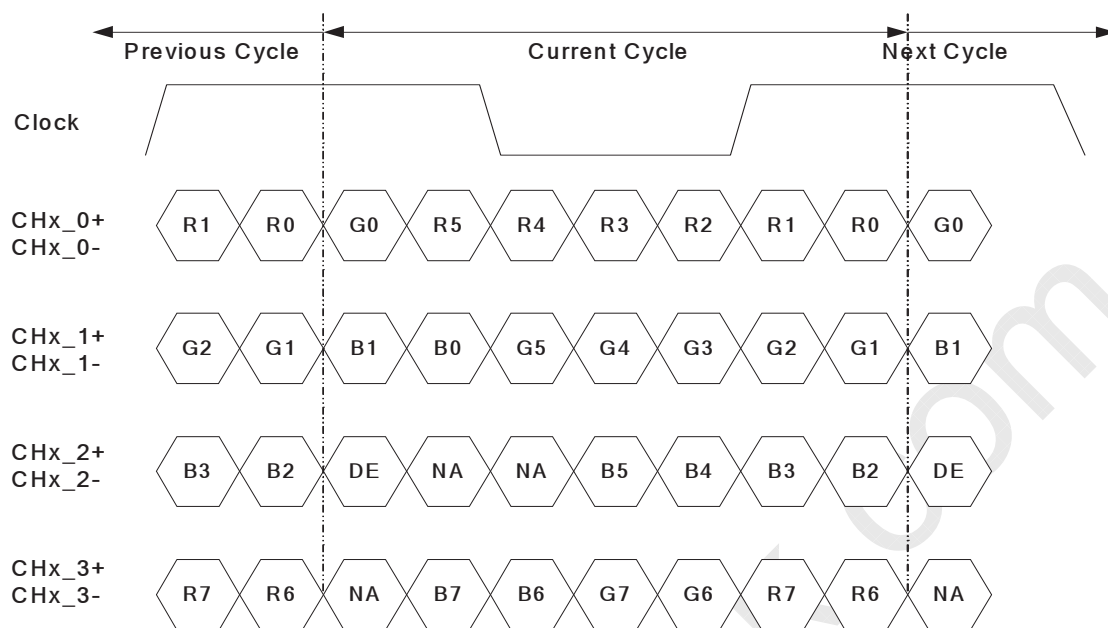 Previous Cycle Current Cycle Next Cycle
Clock
CHx_0+
CHx_0-
R1 R0 G0 R5 R4 R3 R2 R1 R0 G0
CHx_1+
CHx_1-
G2 G1 B1 B0 G5 G4 G3 G2 G1 B1
CHx_2+
CHx_2-
B3 B2 DE NA NA B5 B4 B3 B2 DE
CHx_3+
CHx_3-
R7 R6 NA B7 B6 G7 G6 R7 R6 NA
com